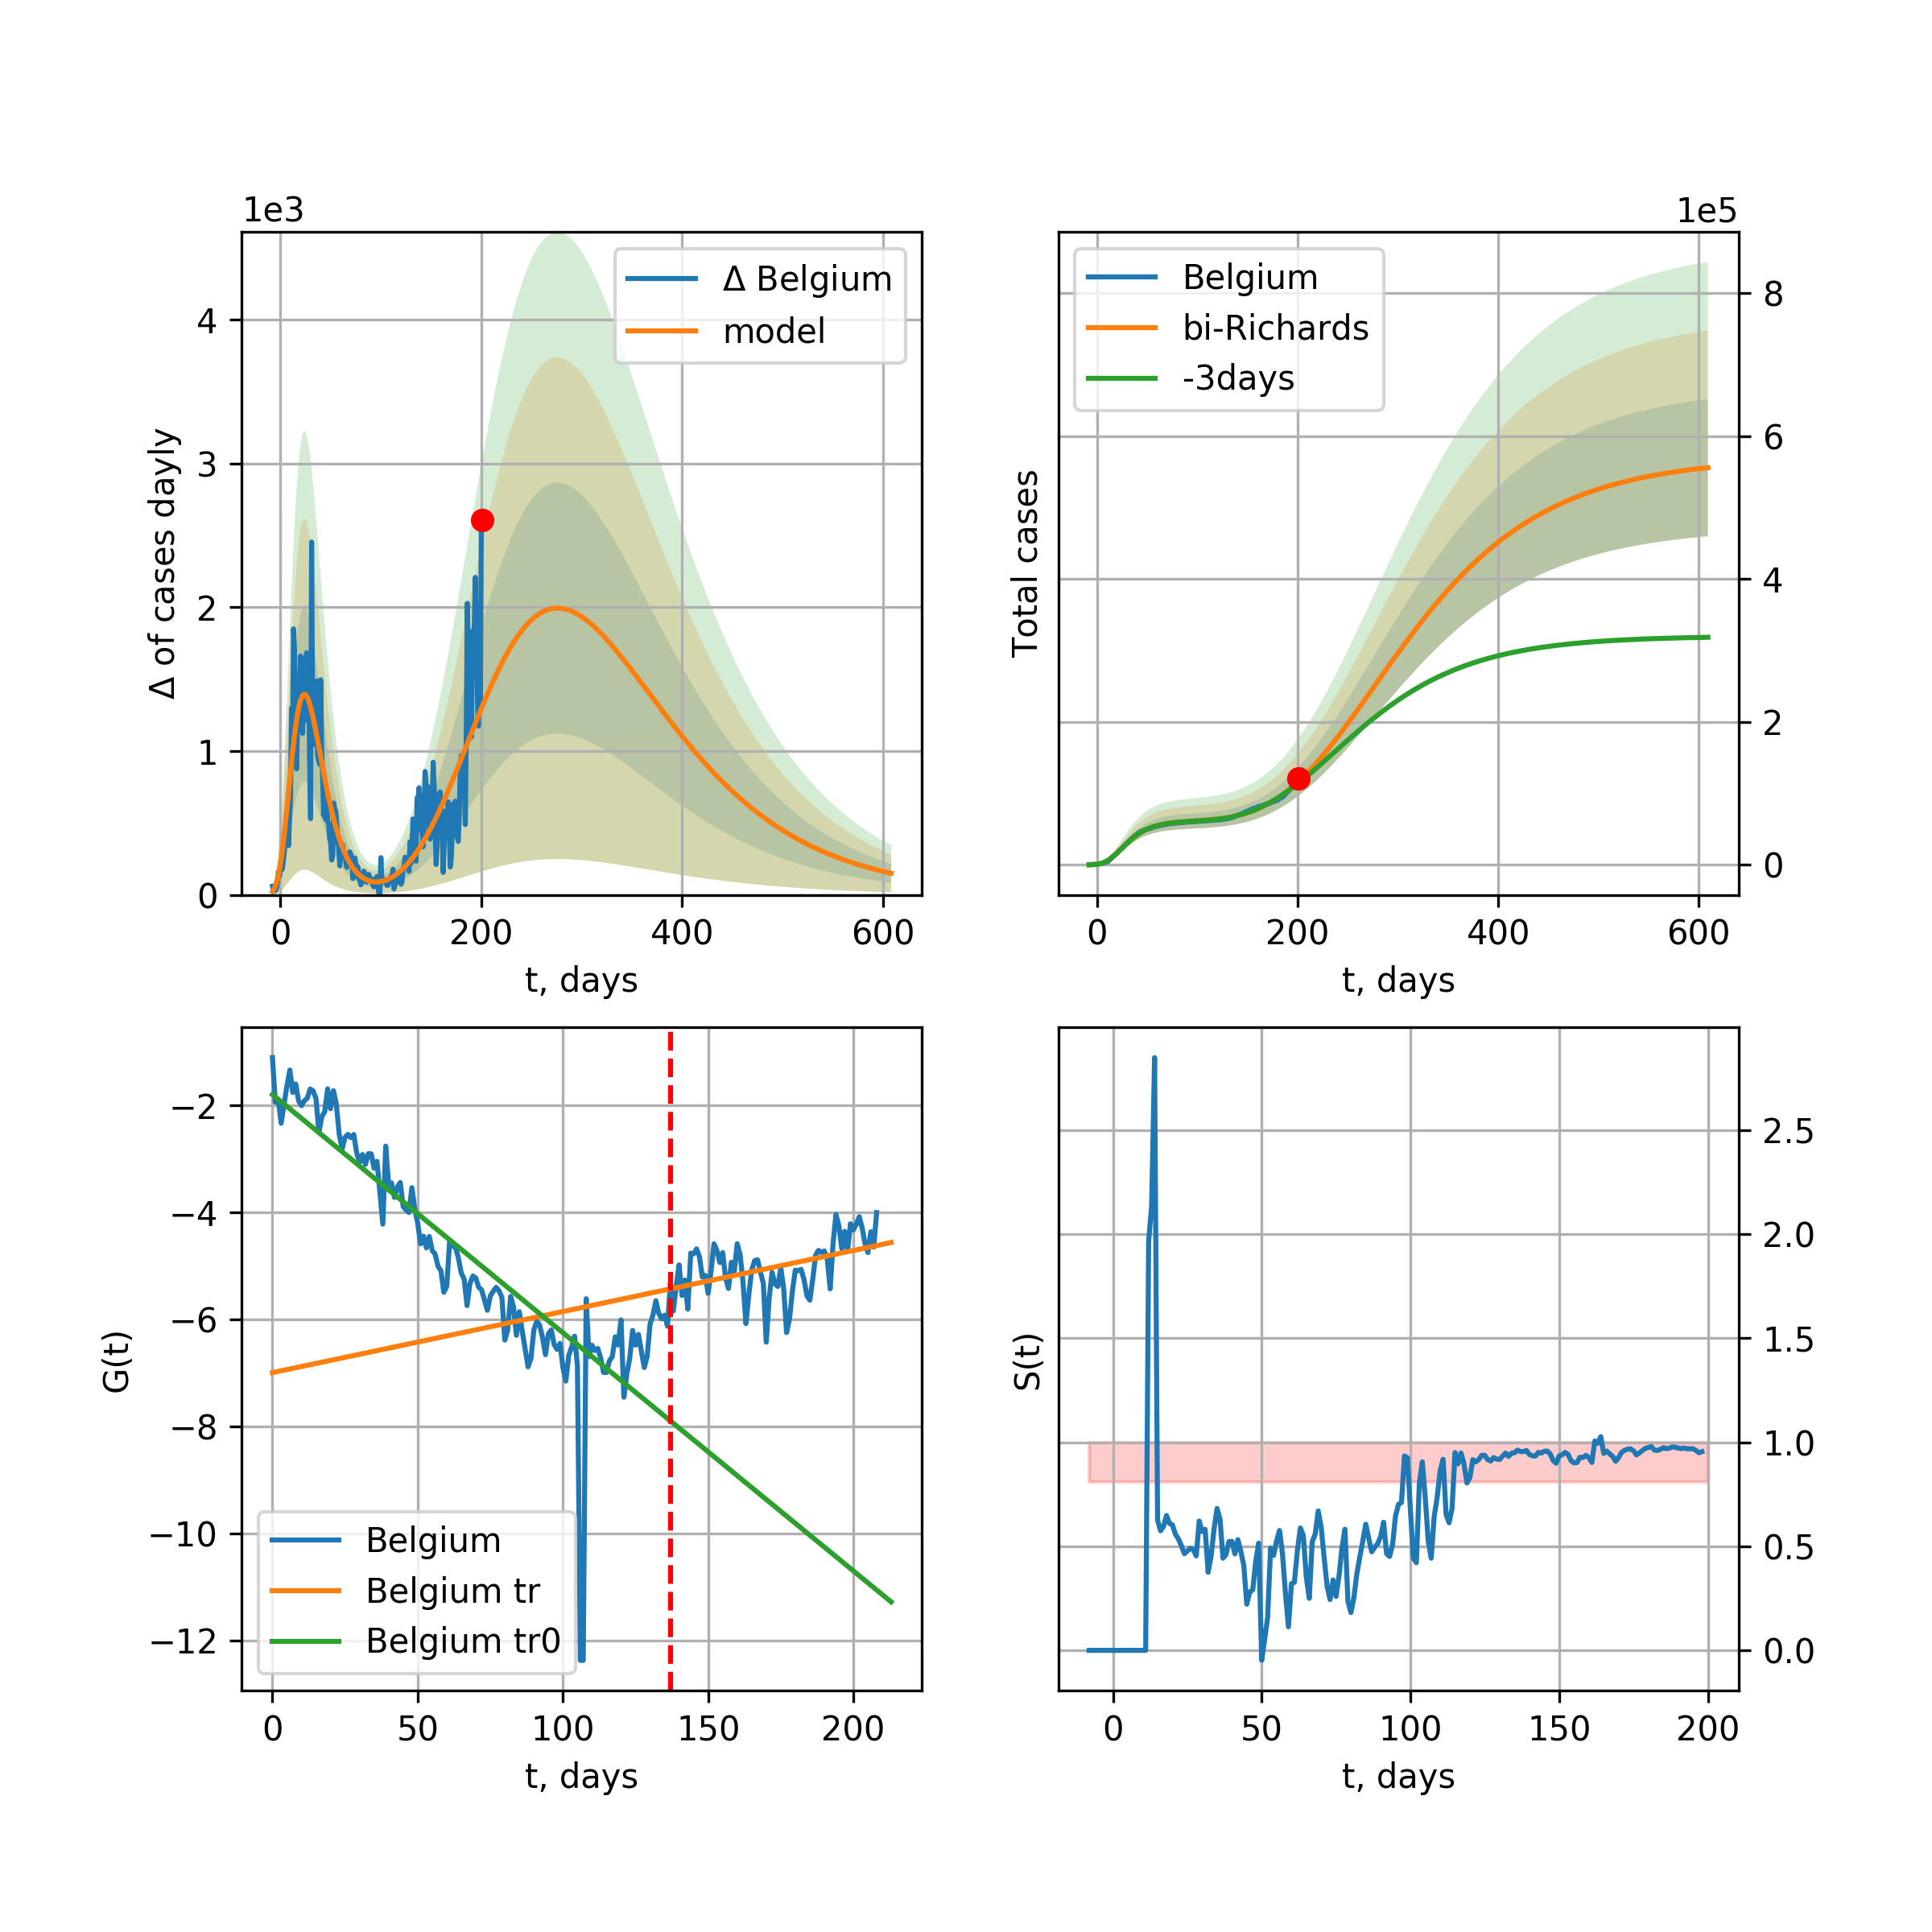 1e3
Δ of cases dayly
4
3
2
1
0
0 200 400 600
t, days
Δ Belgium
model
1e5
Total cases
8
6
4
2
0
0 200 400 600
t, days
Belgium
bi-Richards
-3days
G(t)
−2
−4
−6
−8
−10
−12
0 50 100 150 200
t, days
Belgium
Belgium tr
Belgium tr0
S(t)
2.5
2.0
1.5
1.0
0.5
0.0
0 50 100 150 200
t, days